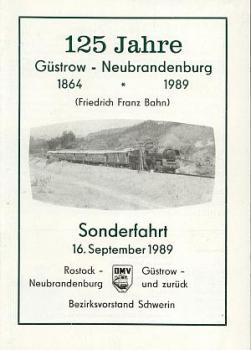 125 Jahre
Güstrow - Neubrandenburg
1864 * 1989
(Friedrich Franz Bahn)
Sonderfahrt
16. September 1989
Rostock - Neubrandenburg
DMV
Güstrow - und zurück
Bezirksvorstand Schwerin